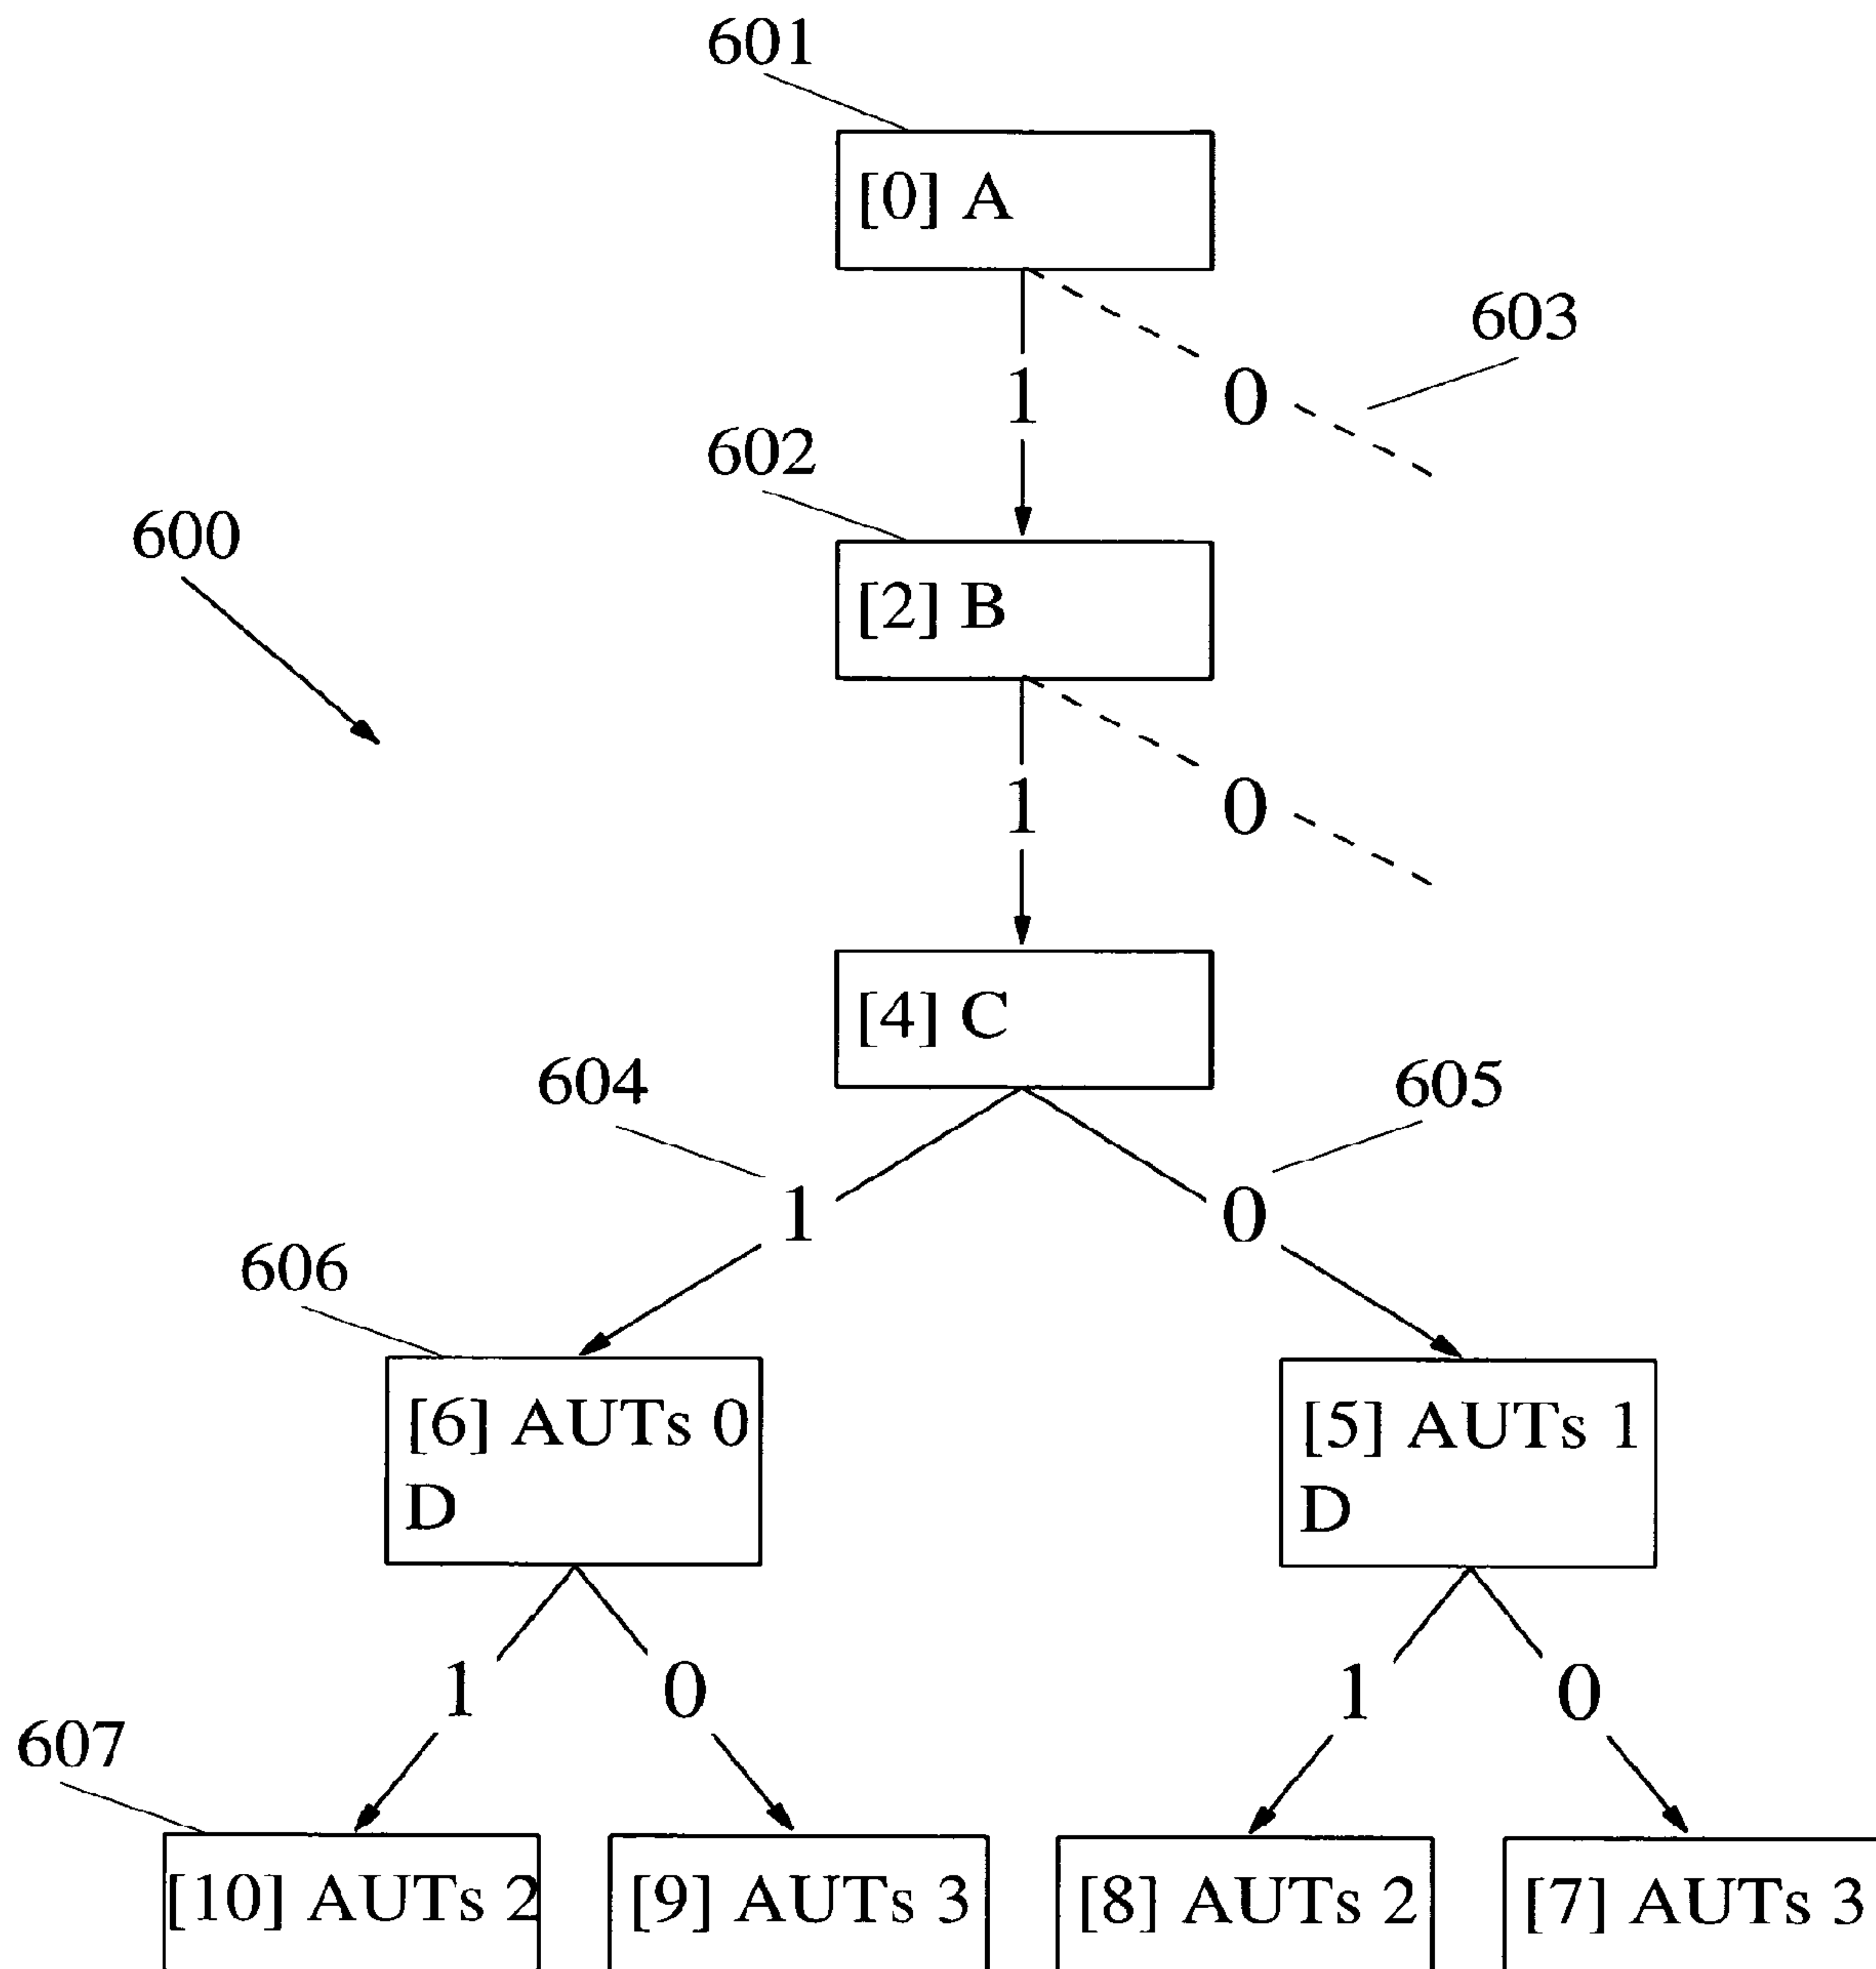 601
[0] A
603
1
0
602
600
[2] B
1
0
[4] C
604
605
1
0
606
[6] AUTs 0
D
[5] AUTs 1
D
1
0
1
0
607
[10] AUTs 2
[9] AUTs 3
[8] AUTs 2
[7] AUTs 3